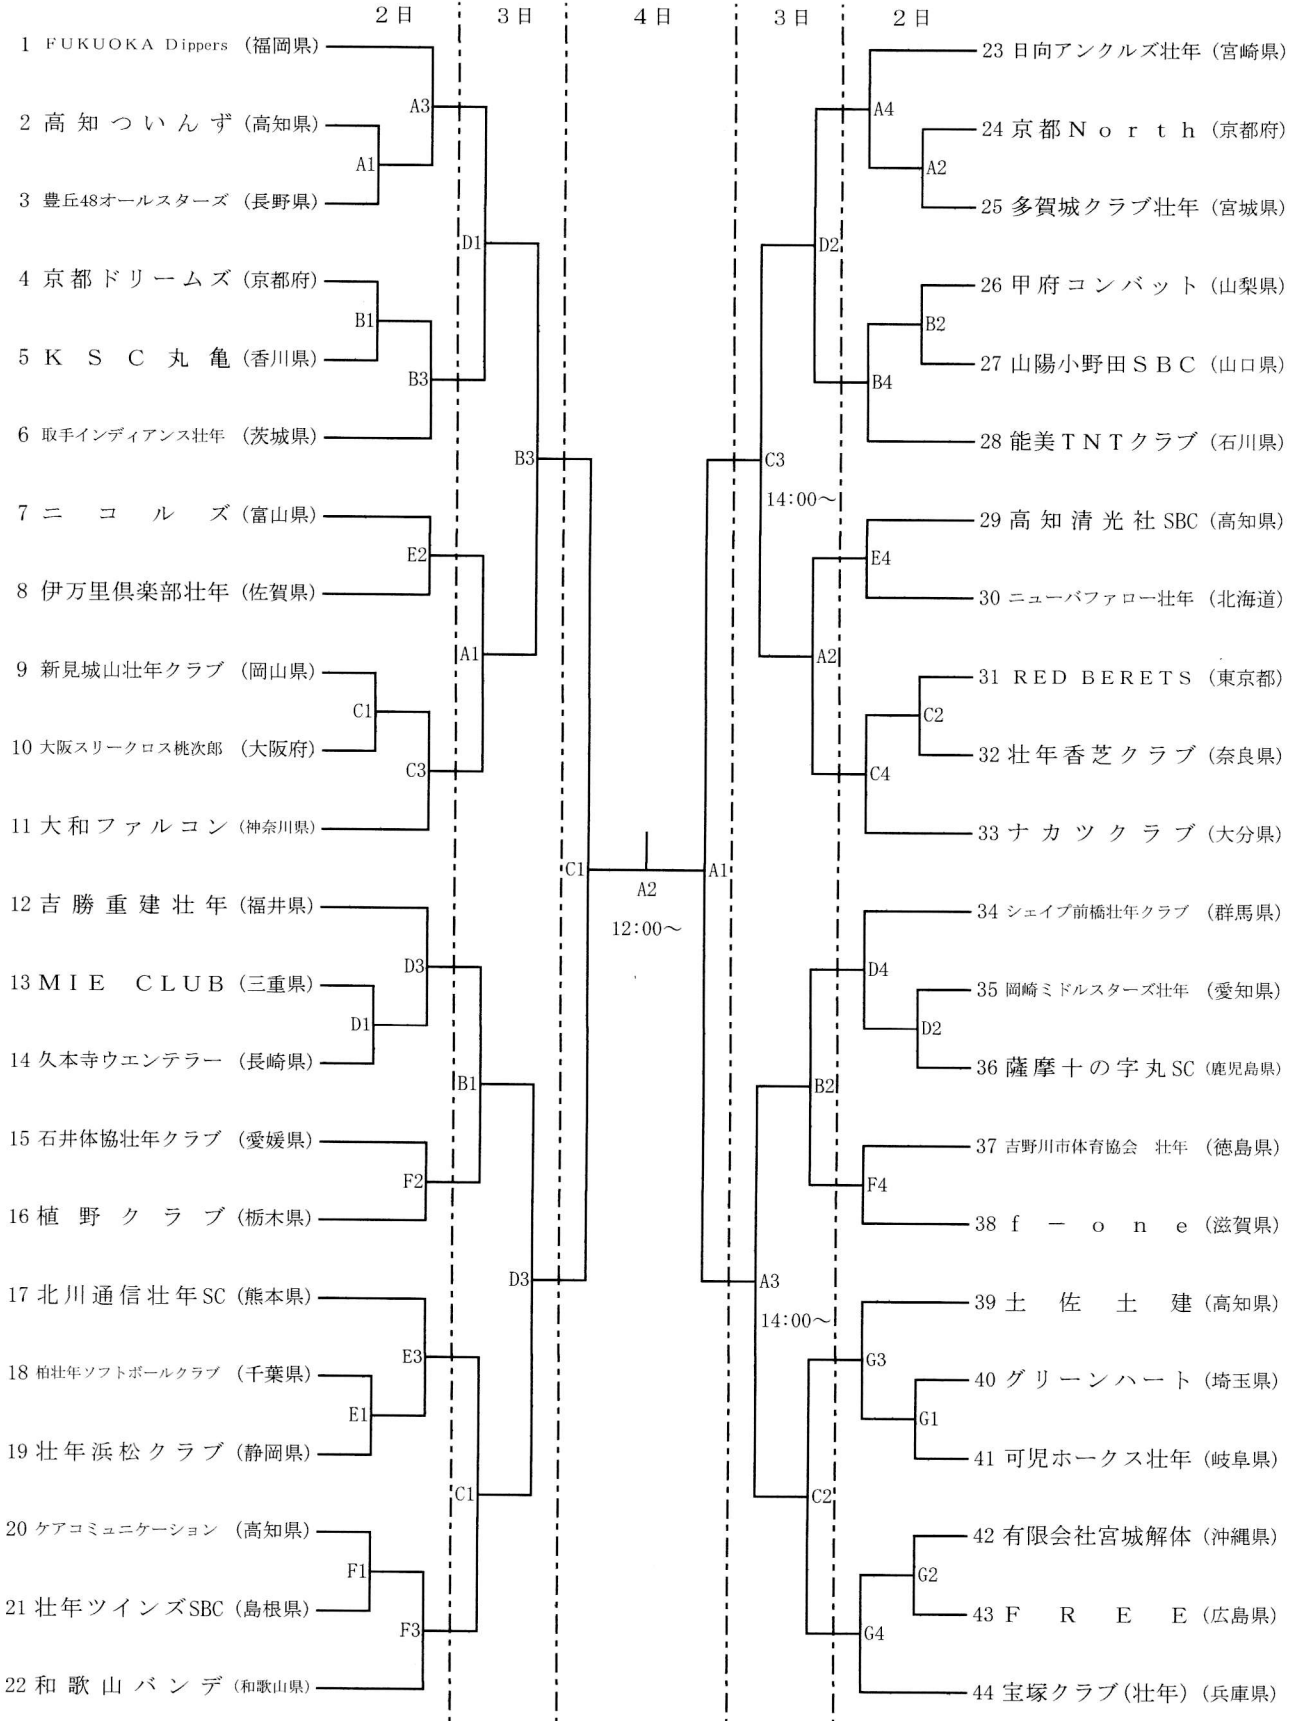 2日 3日 4日 3日 2日
1 FUKUOKA Dippers (福岡県)
2 高知ついんず (高知県)
3 豊丘48オールスターズ (長野県)
4 京都ドリームズ (京都府)
5 KSC丸亀 (香川県)
6 取手インディアンス壮年 (茨城県)
7 ニコルズ (富山県)
8 伊万里倶楽部壮年 (佐賀県)
9 新見城山壮年クラブ (岡山県)
10 大阪スリークロス桃次郎 (大阪府)
11 大和ファルコン (神奈川県)
12 吉勝重建壮年 (福井県)
13 MIE CLUB (三重県)
14 久本寺ウエンテラー (長崎県)
15 石井体協壮年クラブ (愛媛県)
16 植野クラブ (栃木県)
17 北川通信壮年SC (熊本県)
18 柏壮年ソフトボールクラブ (千葉県)
19 壮年浜松クラブ (静岡県)
20 ケアコミュニケーション (高知県)
21 壮年ツインズSBC (島根県)
22 和歌山バンデ (和歌山県)
A3
A1
B1
B3
E2
C1
C3
D3
D1
F2
E3
E1
F1
F3
D1
A1
B1
C1
B3
D3
C1
A2
12:00～
A1
C3
14:00～
A3
14:00～
D2
A2
B2
C2
A4
A2
B2
B4
E4
C2
C4
D4
D2
F4
G3
G1
G2
G4
23 日向アンクルズ壮年 (宮崎県)
24 京都North (京都府)
25 多賀城クラブ壮年 (宮城県)
26 甲府コンバット (山梨県)
27 山陽小野田SBC (山口県)
28 能美TNTクラブ (石川県)
29 高知清光社SBC (高知県)
30 ニューバファロー壮年 (北海道)
31 RED BERETS (東京都)
32 壮年香芝クラブ (奈良県)
33 ナカツクラブ (大分県)
34 シェイプ前橋壮年クラブ (群馬県)
35 岡崎ミドルスターズ壮年 (愛知県)
36 薩摩十の字丸SC (鹿児島県)
37 吉野川市体育協会 壮年 (徳島県)
38 f－one (滋賀県)
39 土佐土建 (高知県)
40 グリーンハート (埼玉県)
41 可児ホークス壮年 (岐阜県)
42 有限会社宮城解体 (沖縄県)
43 FREE (広島県)
44 宝塚クラブ(壮年) (兵庫県)